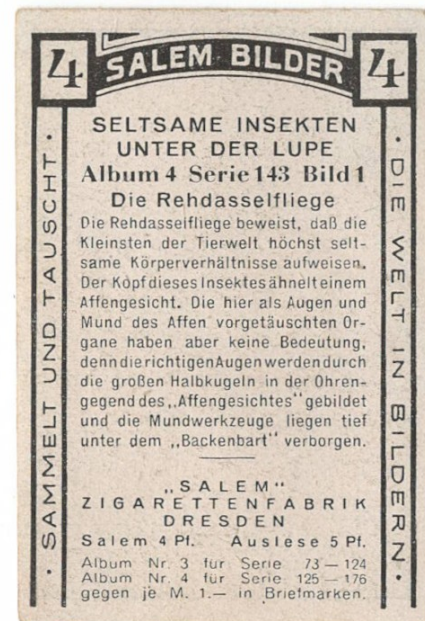 4 SALEM BILDER 4
SELTSAME INSEKTEN
UNTER DER LUPE
Album 4 Serie 143 Bild 1
Die Rehdasselfliege
Die Rehdasselfliege beweist, daß die
Kleinsten der Tierwelt höchst selt-
same Körperverhältnisse aufweisen.
Der Kopf dieses Insektes ähnelt einem
Affengesicht. Die hier als Augen und
Mund des Affen vorgetäuschten Or-
gane haben aber keine Bedeutung,
denn die richtigen Augen werden durch
die großen Halbkugeln in der Ohren-
gegend des „Affengesichtes" gebildet
und die Mundwerkzeuge liegen tief
unter dem „Backenbart" verborgen.
„SALEM"
ZIGARETTENFABRIK
DRESDEN
Salem 4 Pf. Auslese 5 Pf.
Album Nr. 3 für Serie 73 — 124
Album Nr. 4 für Serie 125 — 176
gegen je M. 1.— in Briefmarken.
· SAMMELT UND TAUSCHT ·
· DIE WELT IN BILDERN ·